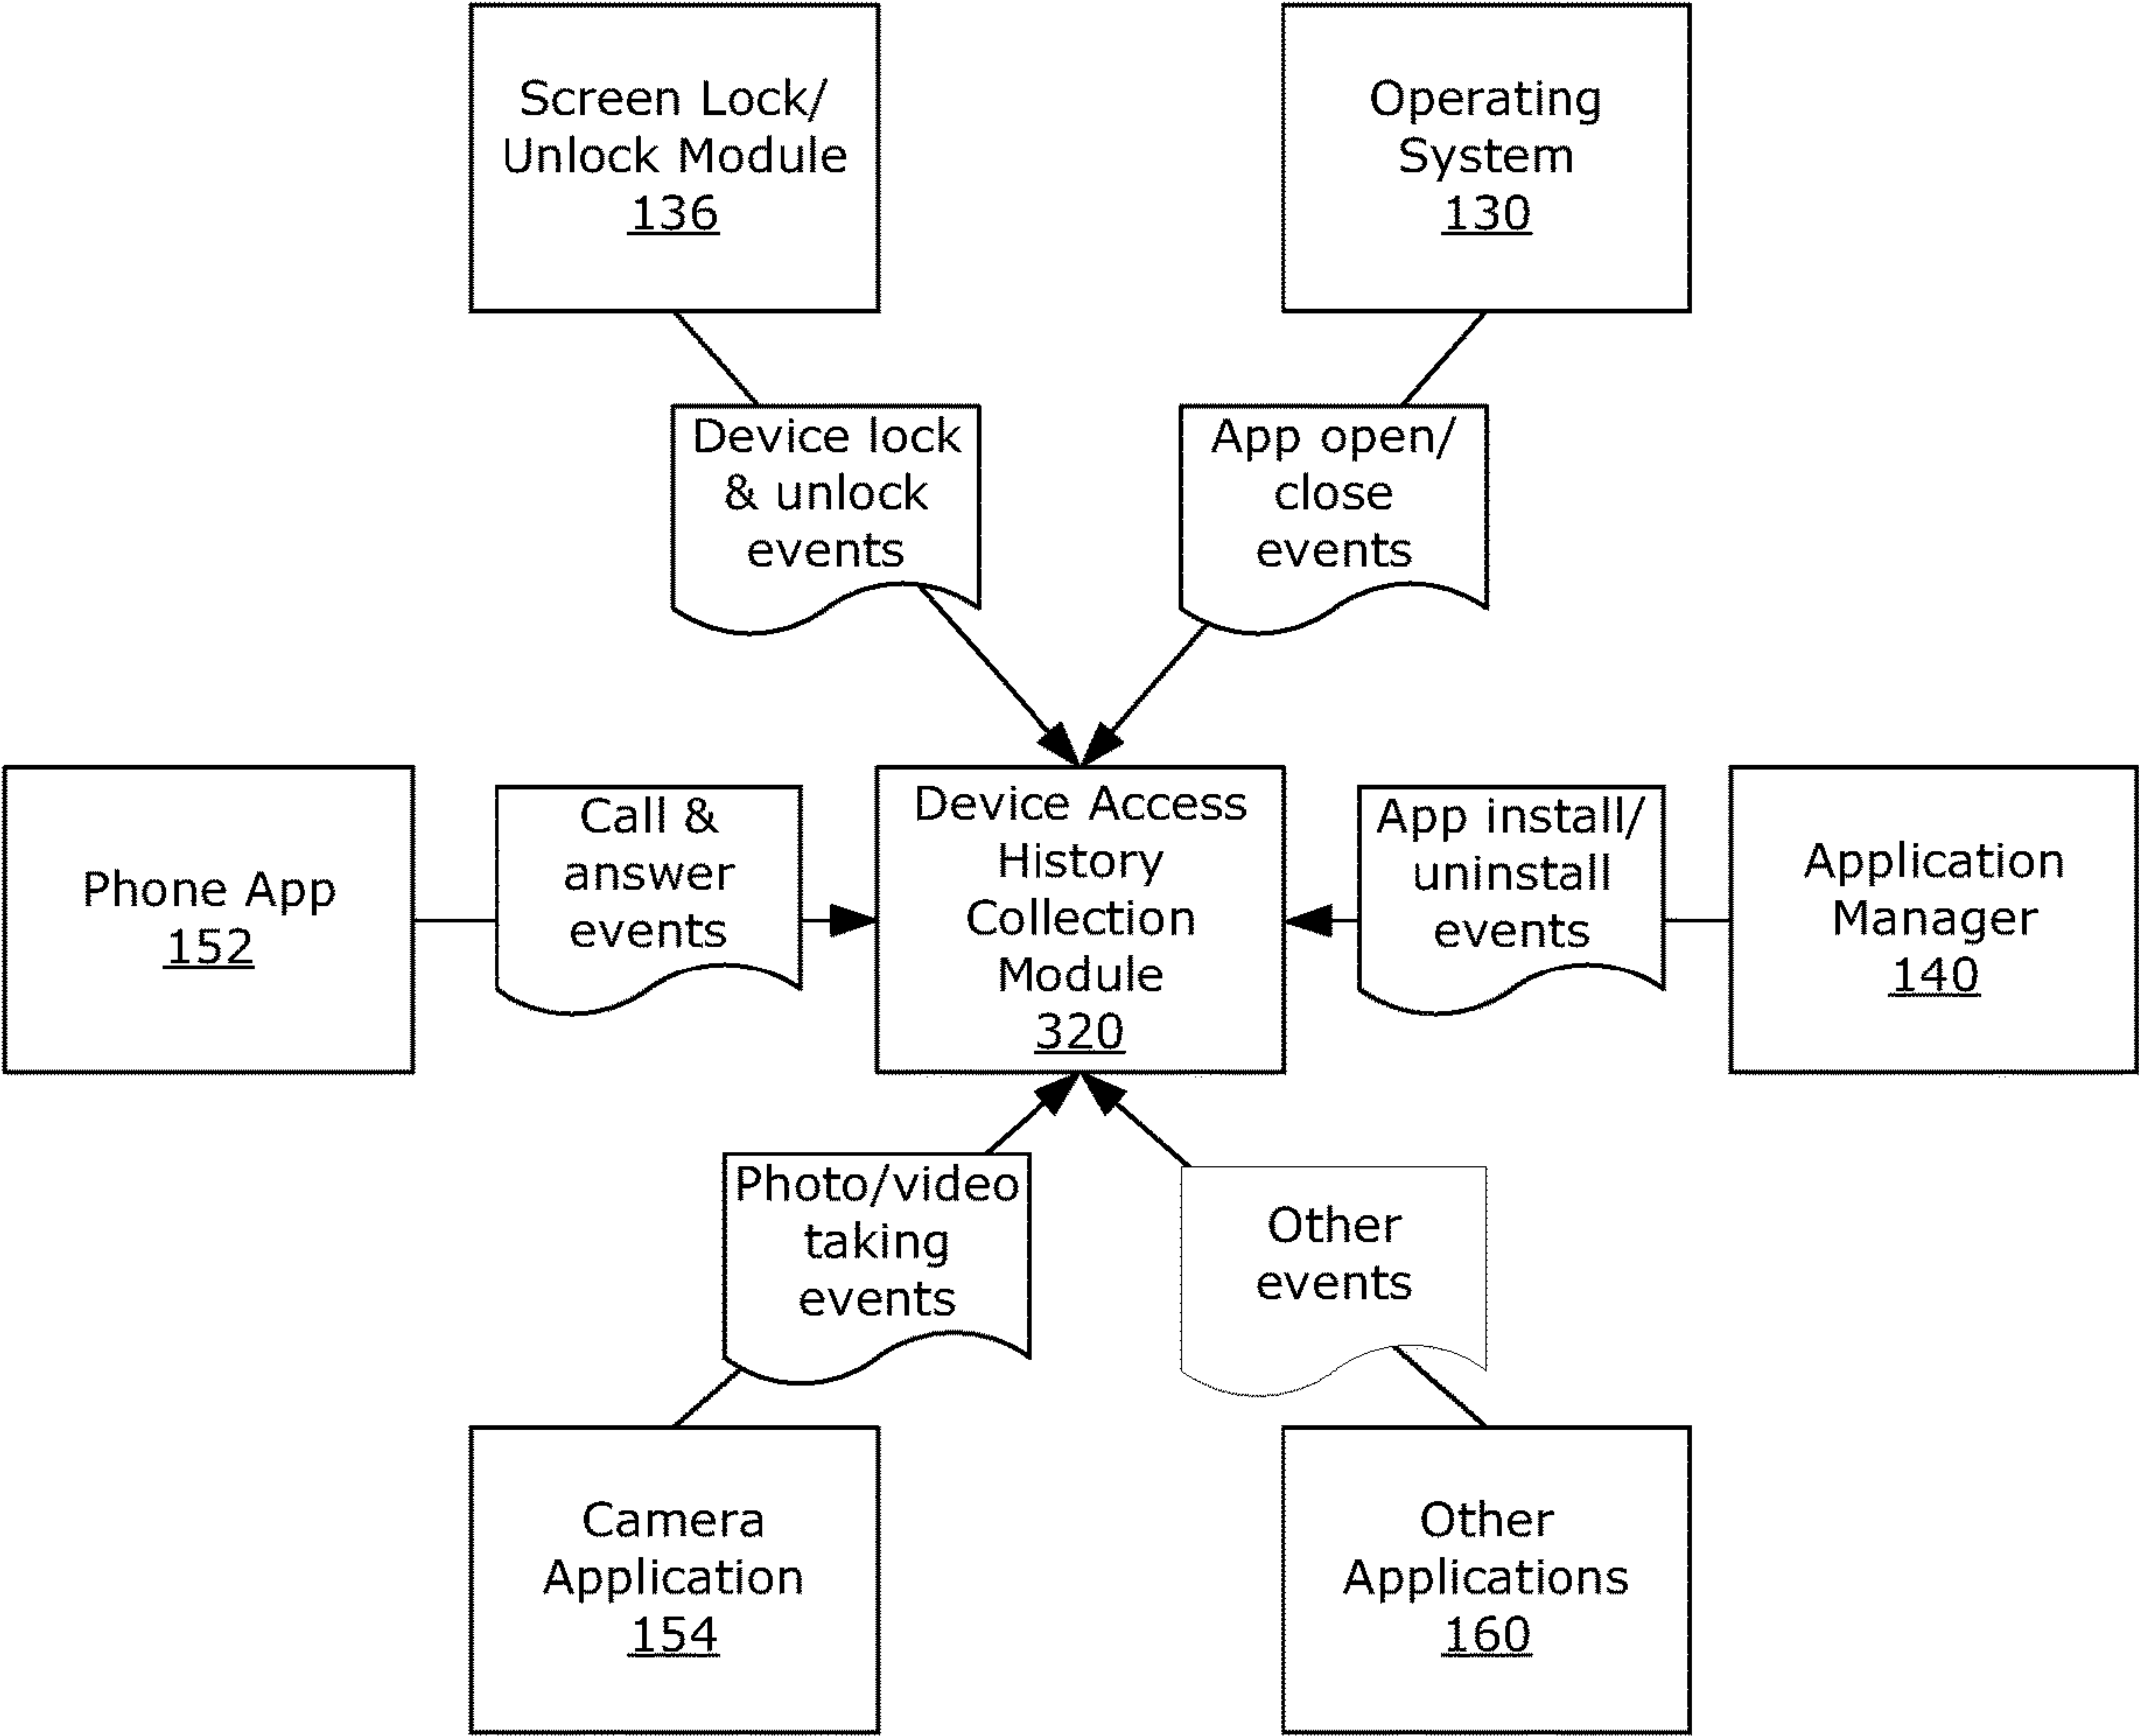 Screen Lock/
Unlock Module
136
Operating
System
130
Device lock
& unlock
events
App open/
close
events
Phone App
152
Call &
answer
events
Device Access
History
Collection
Module
320
App install/
uninstall
events
Application
Manager
140
Photo/video
taking
events
Other
events
Camera
Application
154
Other
Applications
160